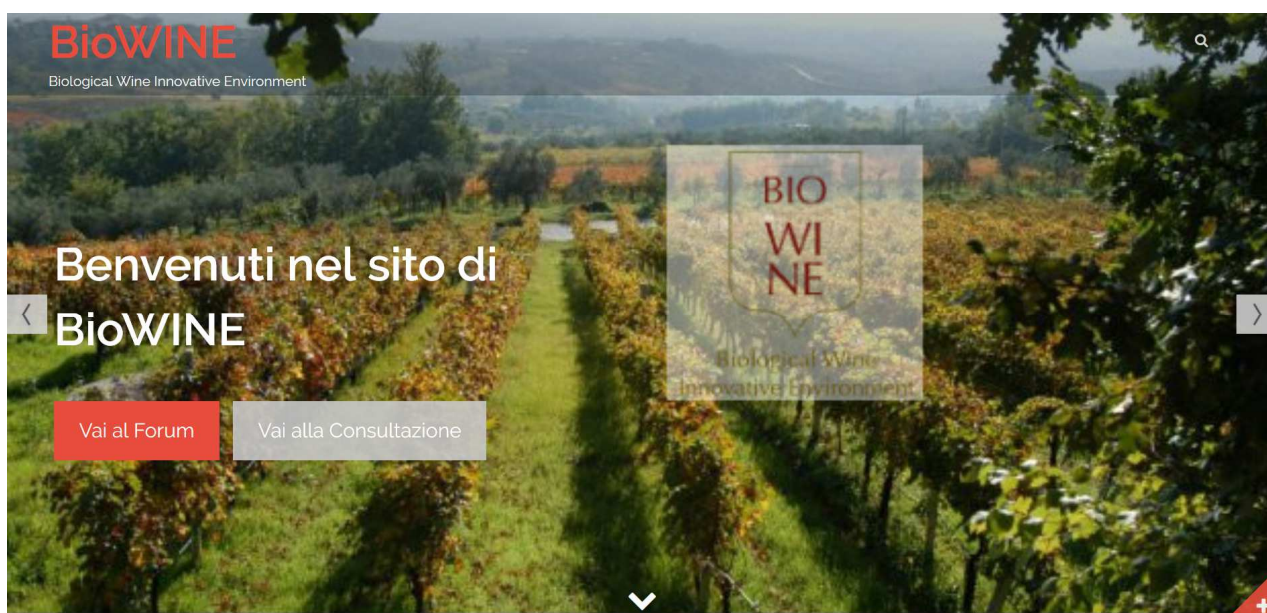 BioWINE
Biological Wine Innovative Environment
BIO
WI
NE
Biological Wine
Innovative Environment
Benvenuti nel sito di
BioWINE
Vai al Forum
Vai alla Consultazione